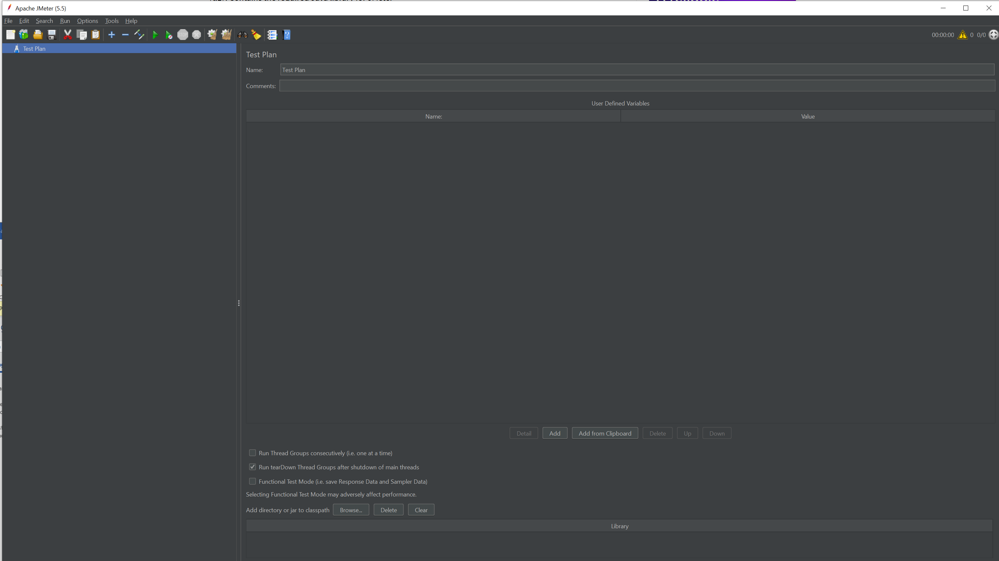 Apache JMeter (5.5)
File Edit Search Run Options Tools Help
STOP
00:00:00 0 0/0
Test Plan
Test Plan
Name: Test Plan
Comments:
User Defined Variables
Name: Value
Detail Add Add from Clipboard Delete Up Down
Run Thread Groups consecutively (i.e. one at a time)
Run tearDown Thread Groups after shutdown of main threads
Functional Test Mode (i.e. save Response Data and Sampler Data)
Selecting Functional Test Mode may adversely affect performance.
Add directory or jar to classpath Browse... Delete Clear
Library